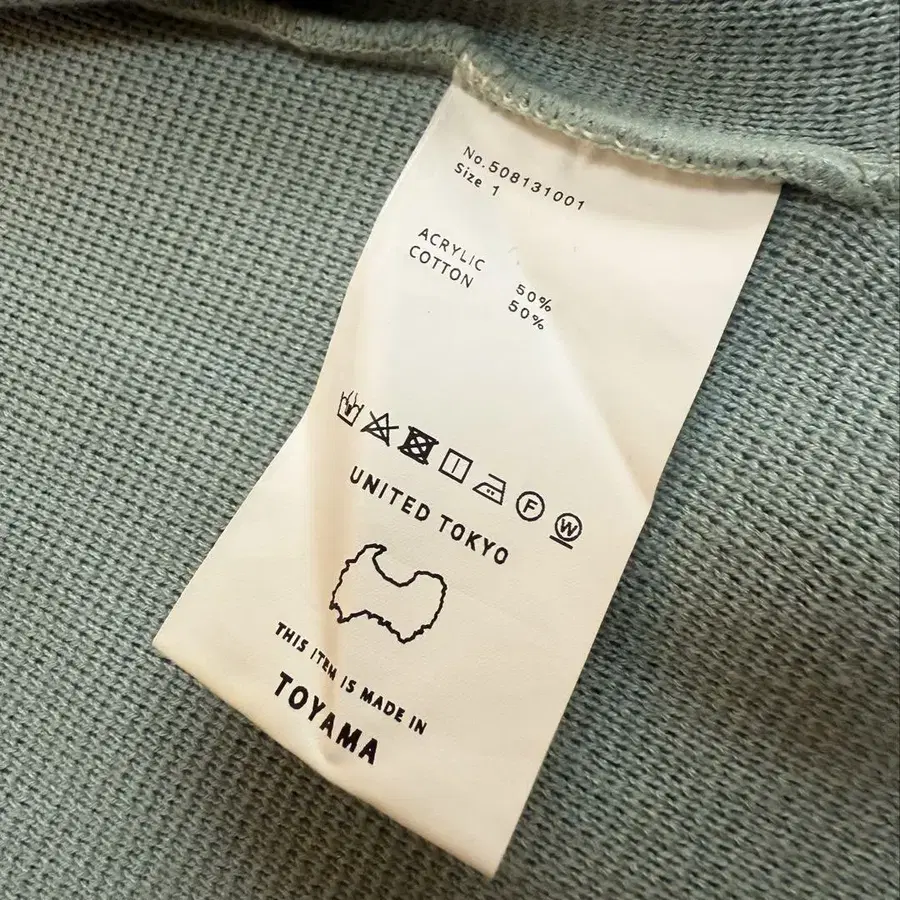 No.508131001
Size 1
ACRYLIC 50%
COTTON 50%
F W
UNITED TOKYO
THIS ITEM IS MADE IN
TOYAMA